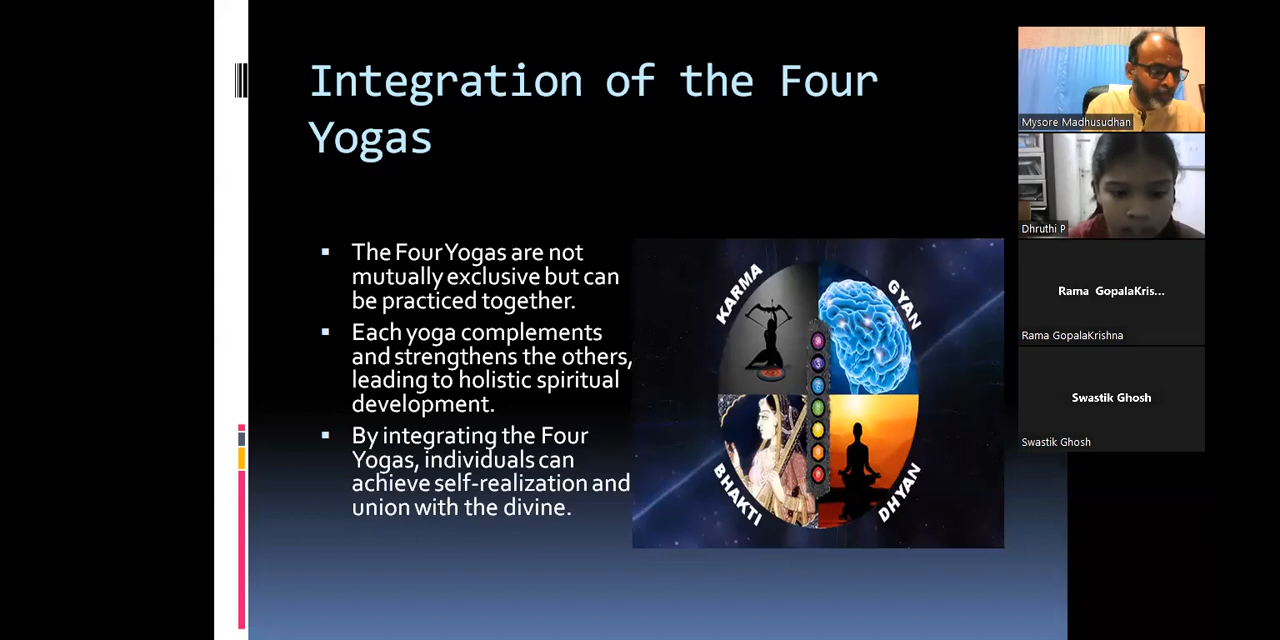 Integration of the Four
Yogas
The Four Yogas are not
mutually exclusive but can
be practiced together.
Each yoga complements
and strengthens the others,
leading to holistic spiritual
development.
By integrating the Four
Yogas, individuals can
achieve self-realization and
union with the divine.
KARMA
GYAN
BHAKTI
DHYAN
Mysore Madhusudhan
Dhruthi P
Rama GopalaKris...
Rama GopalaKrishna
Swastik Ghosh
Swastik Ghosh